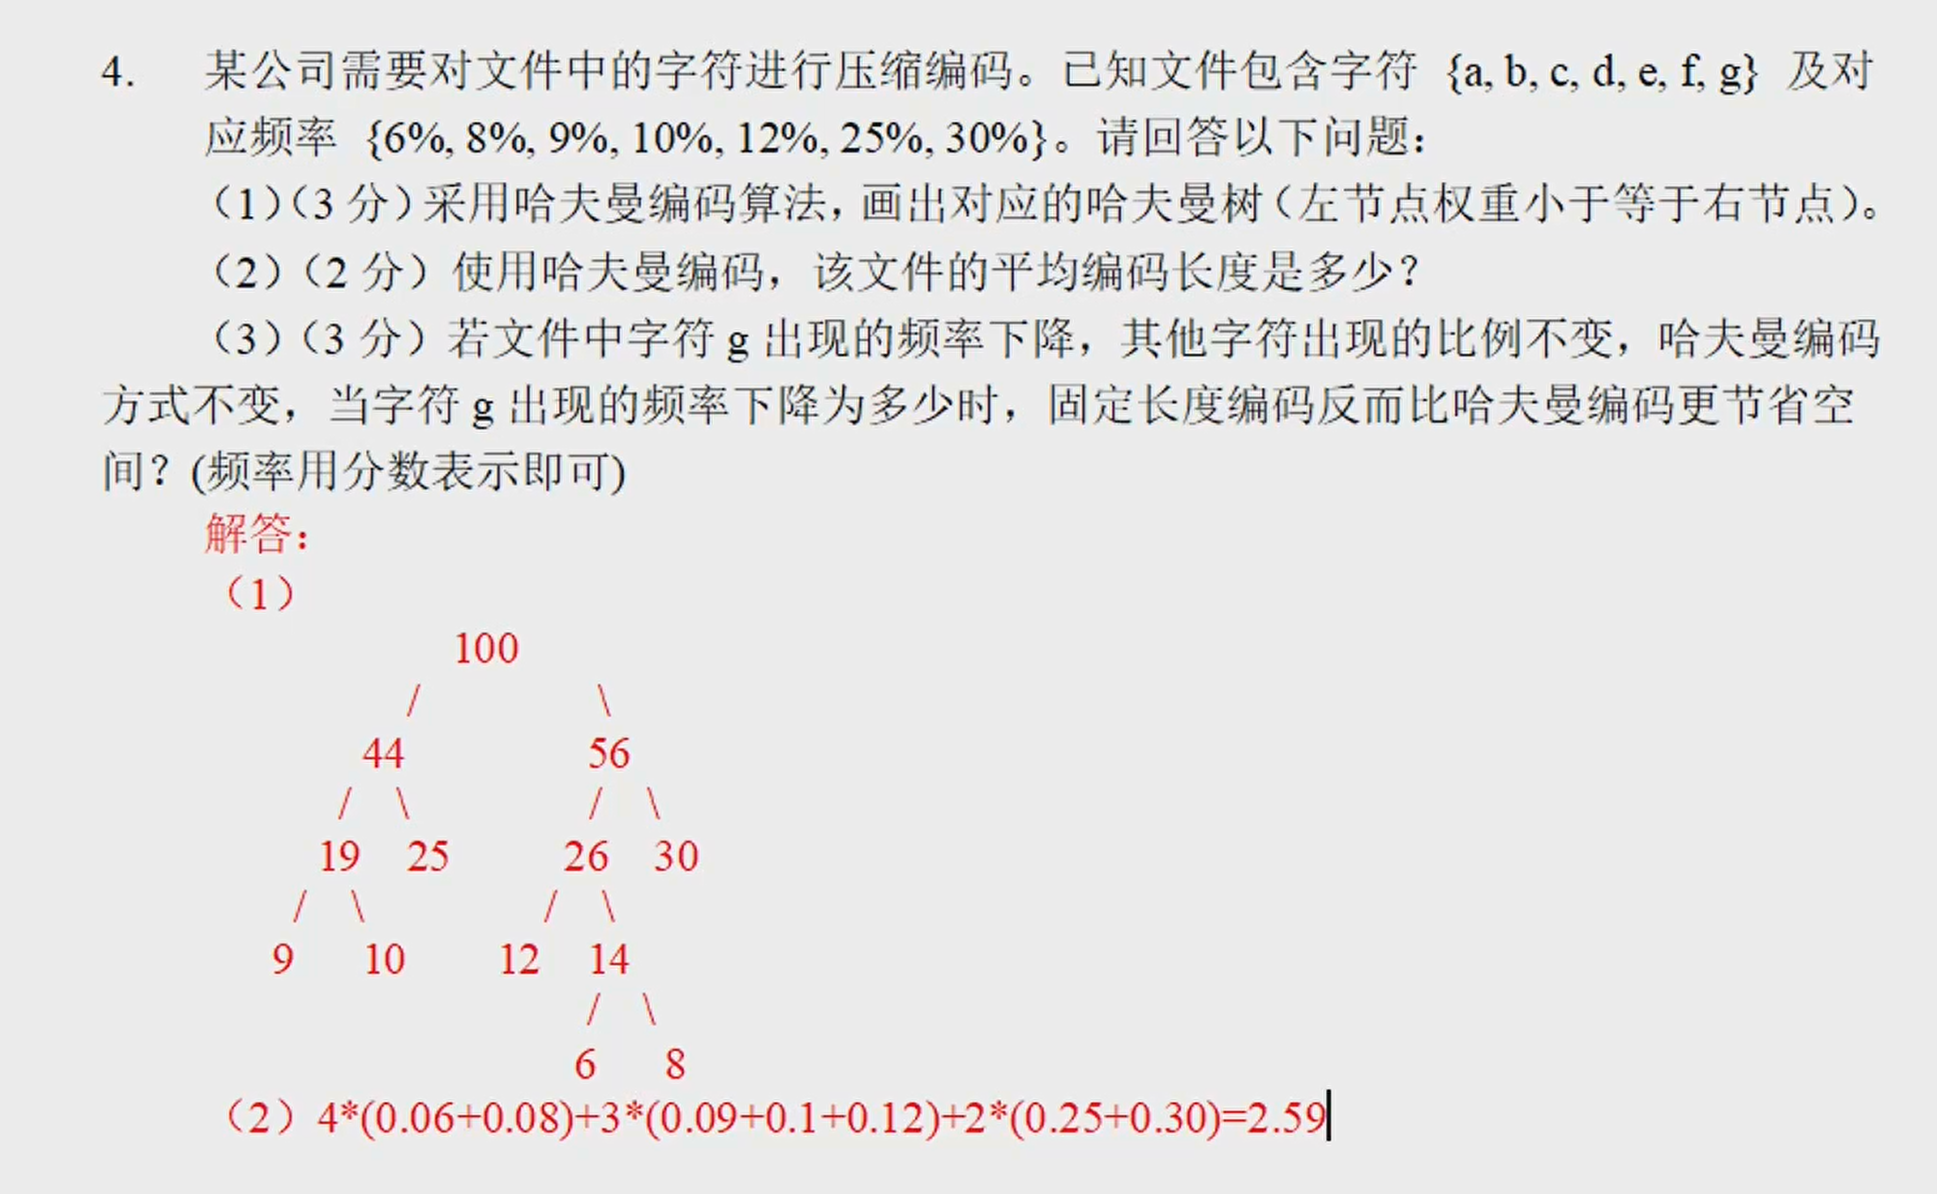 4. 某公司需要对文件中的字符进行压缩编码。已知文件包含字符 {a, b, c, d, e, f, g} 及对
应频率 {6%, 8%, 9%, 10%, 12%, 25%, 30%}。请回答以下问题：
（1）（3 分）采用哈夫曼编码算法，画出对应的哈夫曼树（左节点权重小于等于右节点）。
（2）（2 分）使用哈夫曼编码，该文件的平均编码长度是多少？
（3）（3 分）若文件中字符 g 出现的频率下降，其他字符出现的比例不变，哈夫曼编码
方式不变，当字符 g 出现的频率下降为多少时，固定长度编码反而比哈夫曼编码更节省空
间？(频率用分数表示即可)
解答：
（1）
100
/ \
44 56
/ \ / \
19 25 26 30
/ \ / \
9 10 12 14
/ \
6 8
（2）4*(0.06+0.08)+3*(0.09+0.1+0.12)+2*(0.25+0.30)=2.59